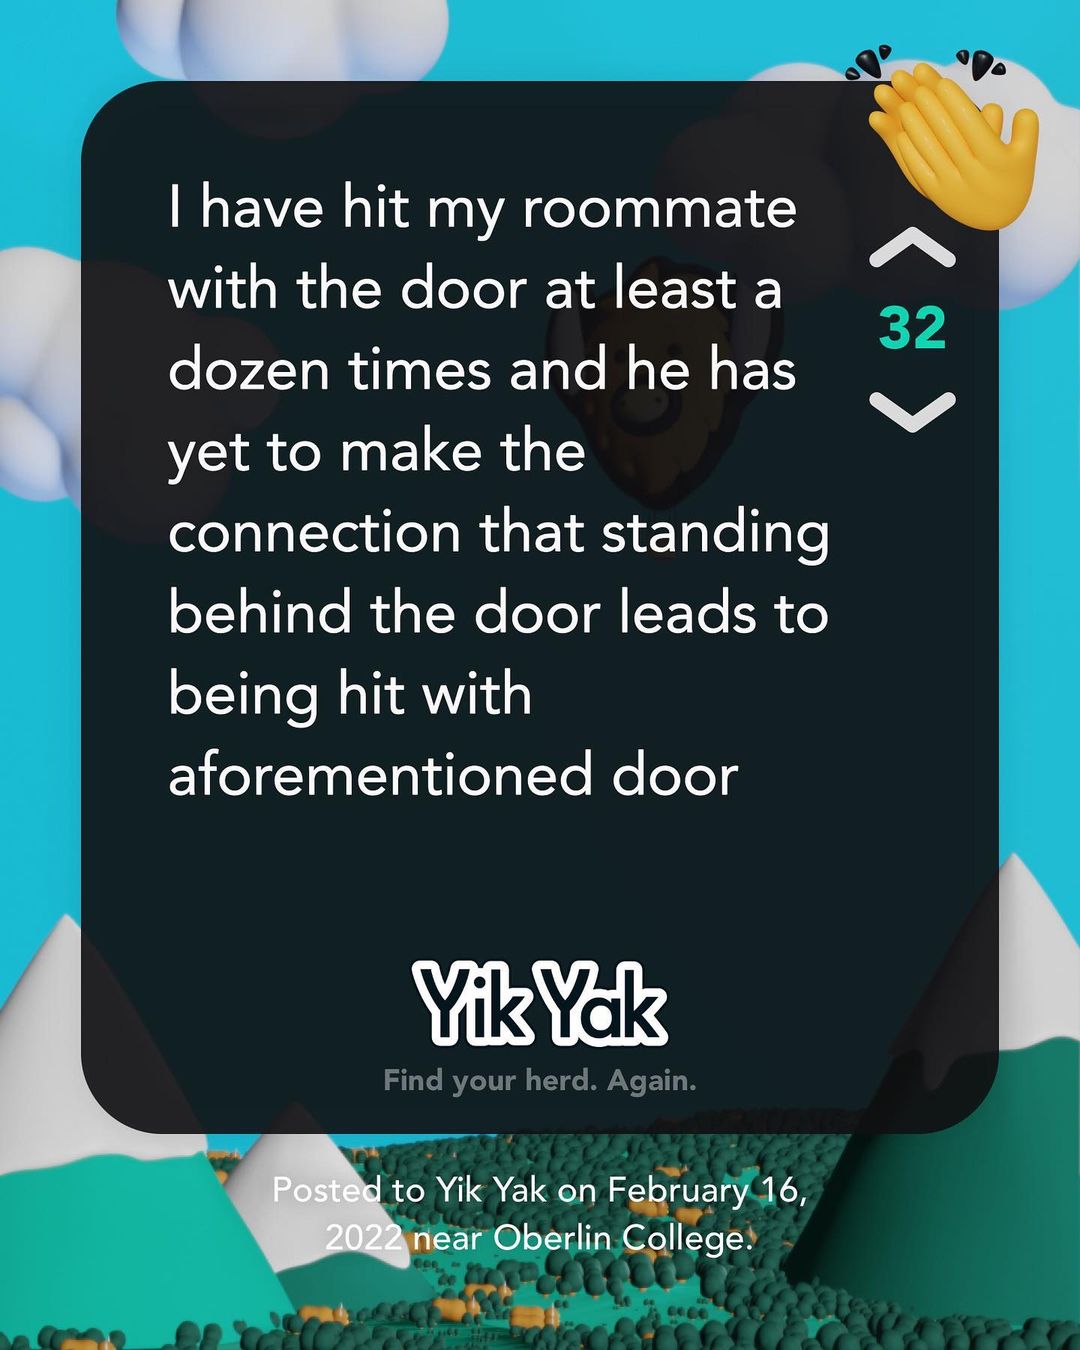 I have hit my roommate
with the door at least a
dozen times and he has
yet to make the
connection that standing
behind the door leads to
being hit with
aforementioned door
32
Yik Yak
Find your herd. Again.
Posted to Yik Yak on February 16,
2022 near Oberlin College.